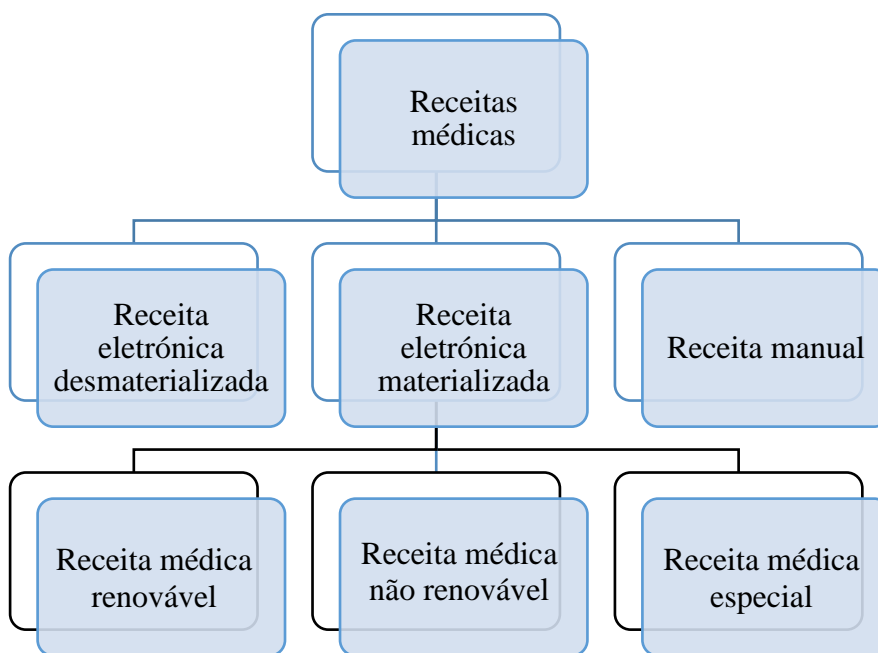 Receitas
médicas
Receita
eletrónica
desmaterializada
Receita
eletrónica
materializada
Receita manual
Receita médica
renovável
Receita médica
não renovável
Receita médica
especial